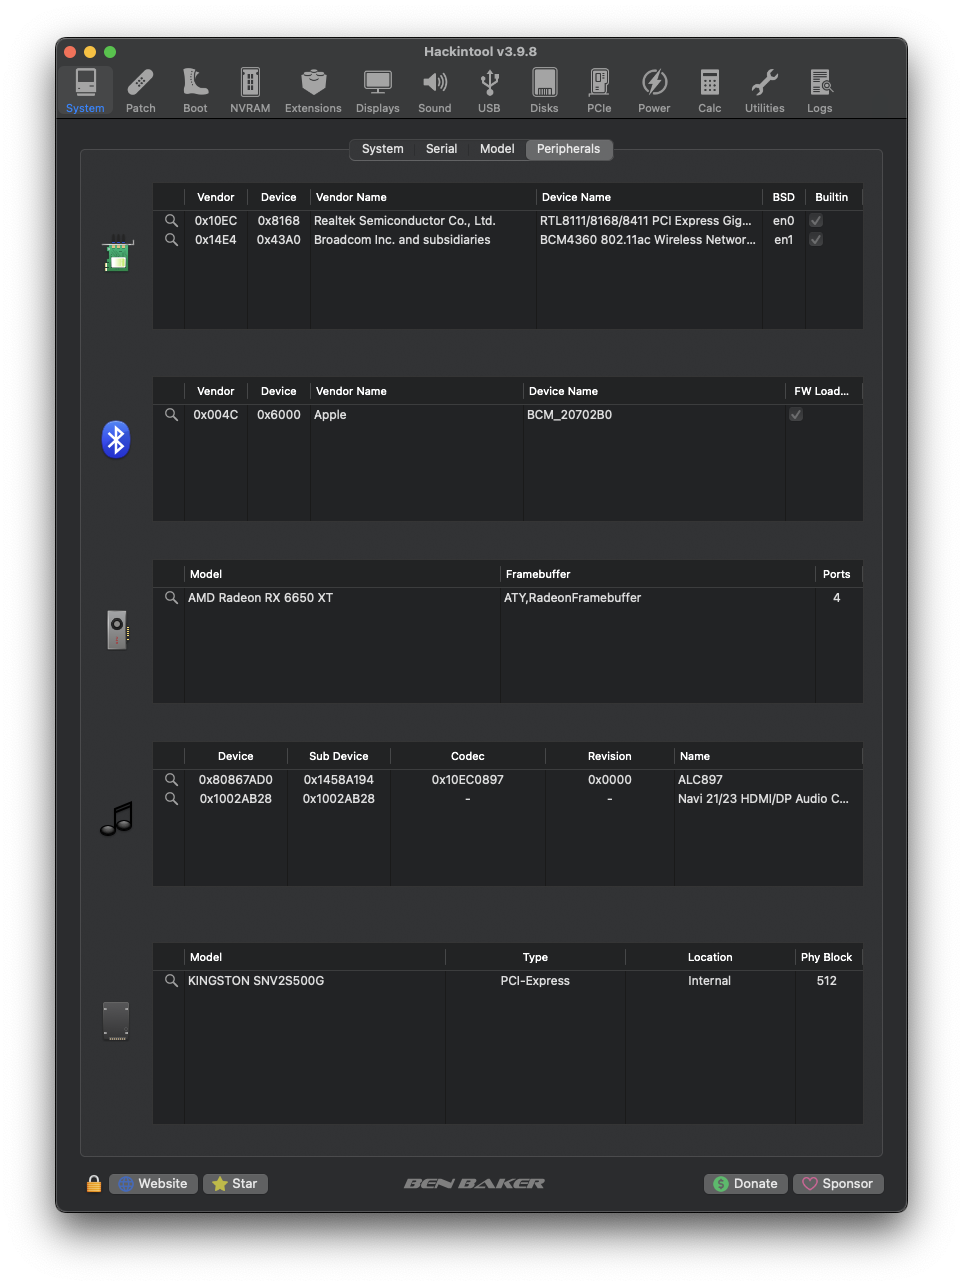 Hackintool v3.9.8
System Patch Boot NVRAM Extensions Displays Sound USB Disks PCIe Power Calc Utilities Logs
System Serial Model Peripherals
Vendor Device Vendor Name Device Name BSD Builtin
0x10EC 0x8168 Realtek Semiconductor Co., Ltd. RTL8111/8168/8411 PCI Express Gig... en0
0x14E4 0x43A0 Broadcom Inc. and subsidiaries BCM4360 802.11ac Wireless Networ... en1
Vendor Device Vendor Name Device Name FW Load...
0x004C 0x6000 Apple BCM_20702B0
Model Framebuffer Ports
AMD Radeon RX 6650 XT ATY,RadeonFramebuffer 4
Device Sub Device Codec Revision Name
0x80867AD0 0x1458A194 0x10EC0897 0x0000 ALC897
0x1002AB28 0x1002AB28 - - Navi 21/23 HDMI/DP Audio C...
Model Type Location Phy Block
KINGSTON SNV2S500G PCI-Express Internal 512
Website Star BEN BAKER Donate Sponsor